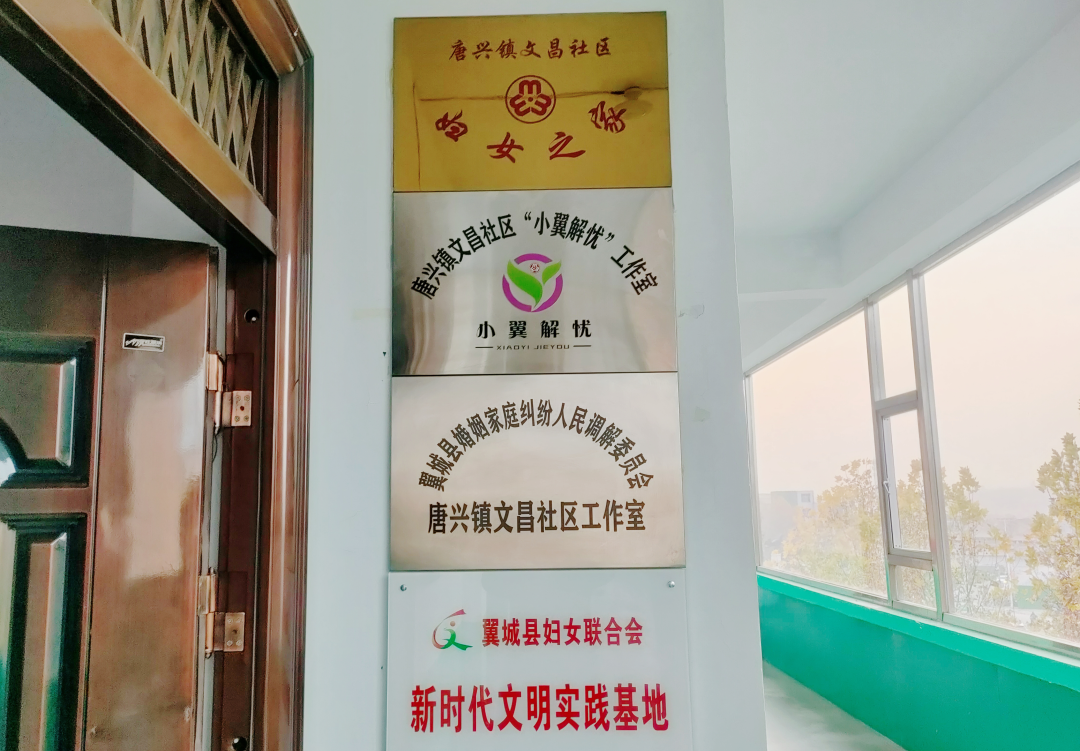 唐兴镇文昌社区
妇女之家
唐兴镇文昌社区“小翼解忧”工作室
小翼解忧
XIAOYI JIEYOU
翼城县婚姻家庭纠纷人民调解委员会
唐兴镇文昌社区工作室
翼城县妇女联合会
新时代文明实践基地